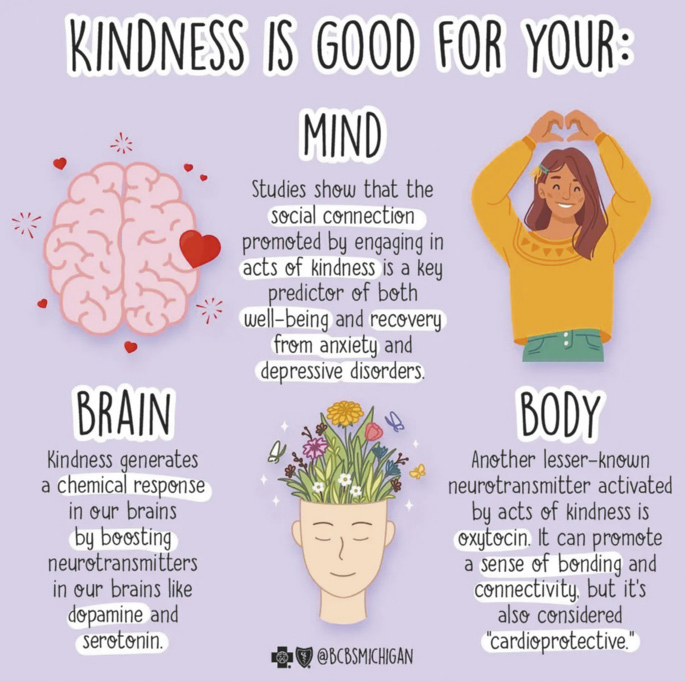 KINDNESS IS GOOD FOR YOUR:
MIND
Studies show that the
social connection
promoted by engaging in
acts of kindness is a key
predictor of both
well-being and recovery
from anxiety and
depressive disorders.
BRAIN
Kindness generates
a chemical response
in our brains
by boosting
neurotransmitters
in our brains like
dopamine and
serotonin.
BODY
Another lesser-known
neurotransmitter activated
by acts of kindness is
oxytocin. It can promote
a sense of bonding and
connectivity, but it's
also considered
"cardioprotective."
@BCBSMICHIGAN